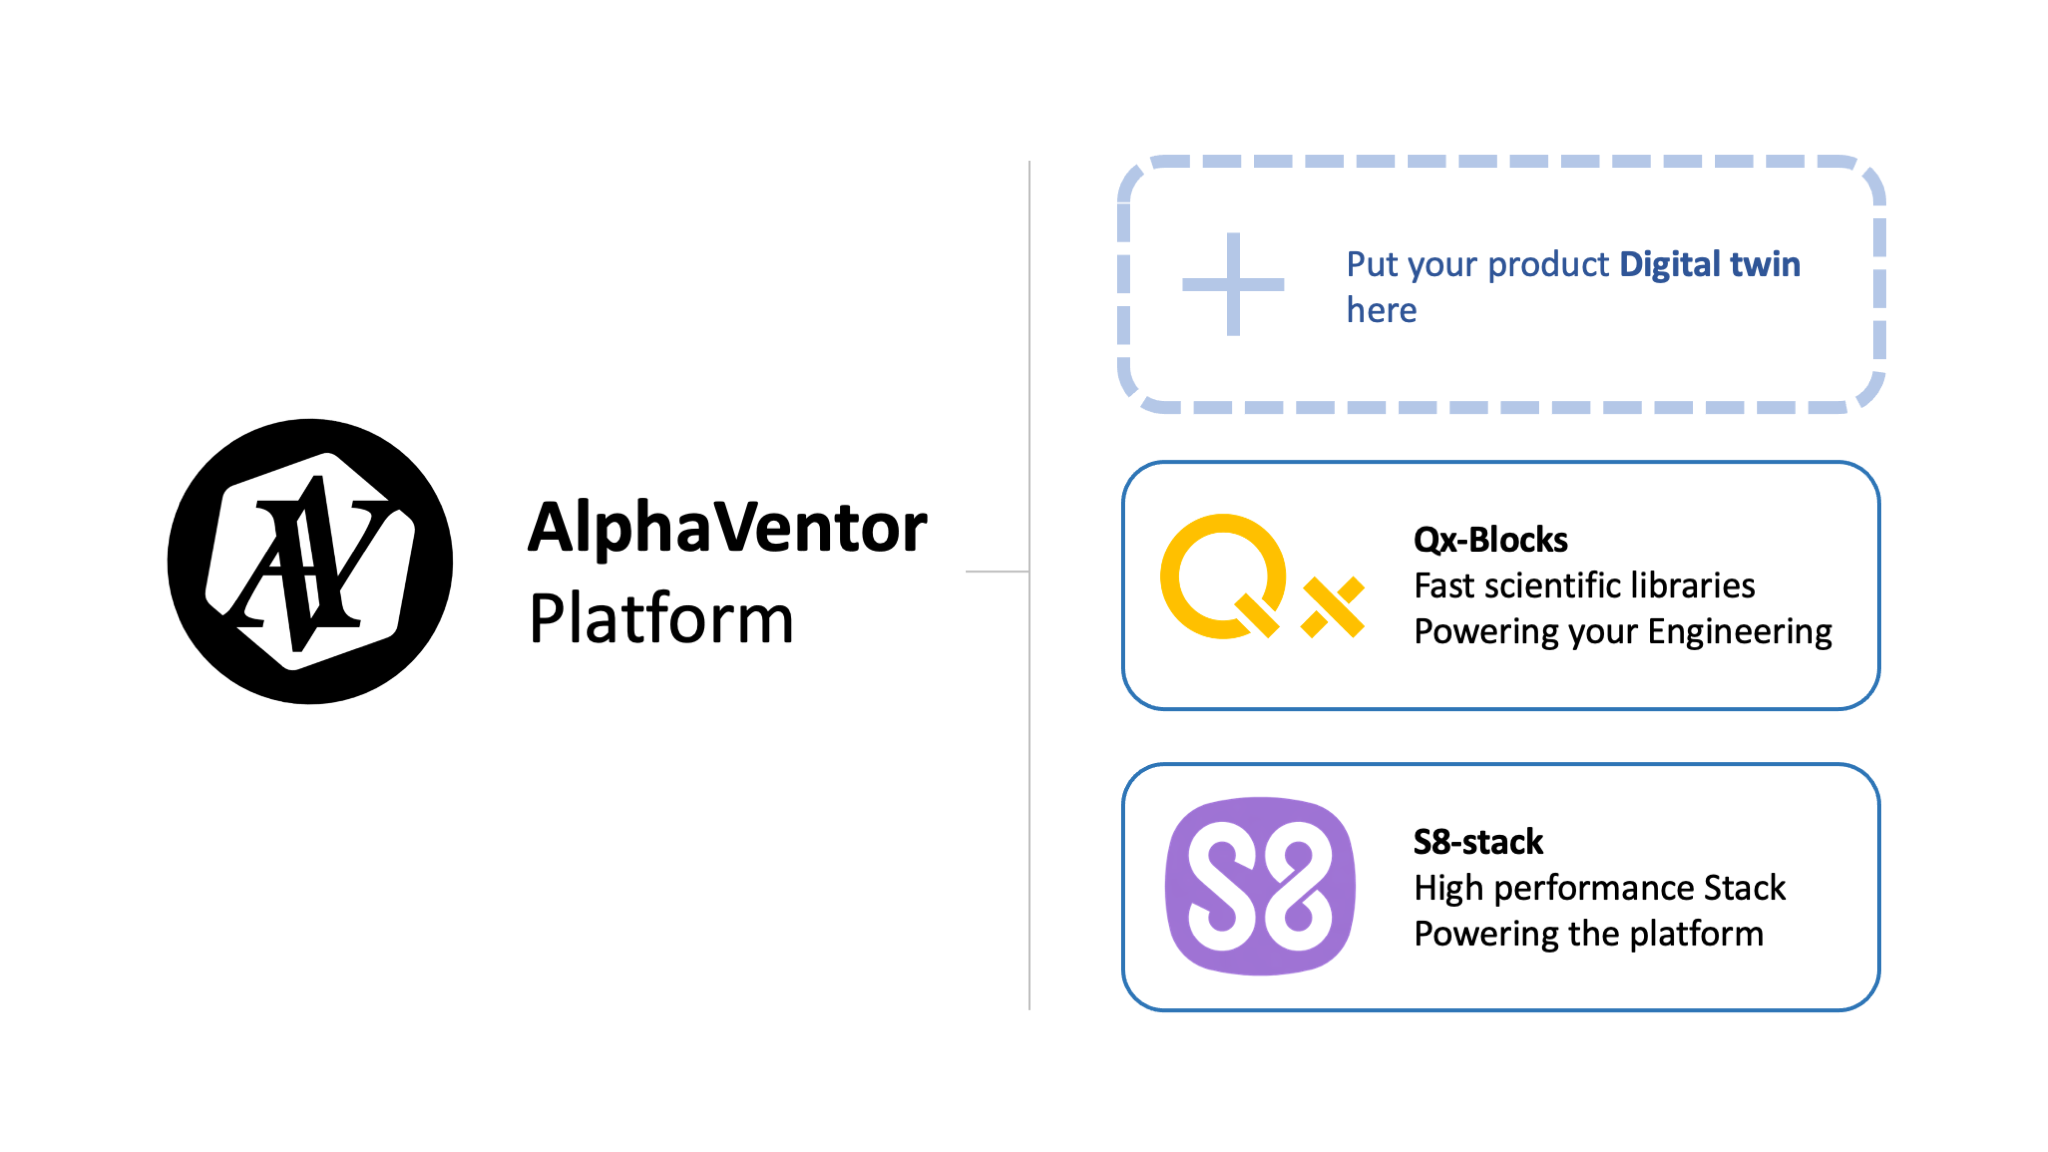 AV
AlphaVentor
Platform
Put your product Digital twin
here
Qx
Qx-Blocks
Fast scientific libraries
Powering your Engineering
S8
S8-stack
High performance Stack
Powering the platform